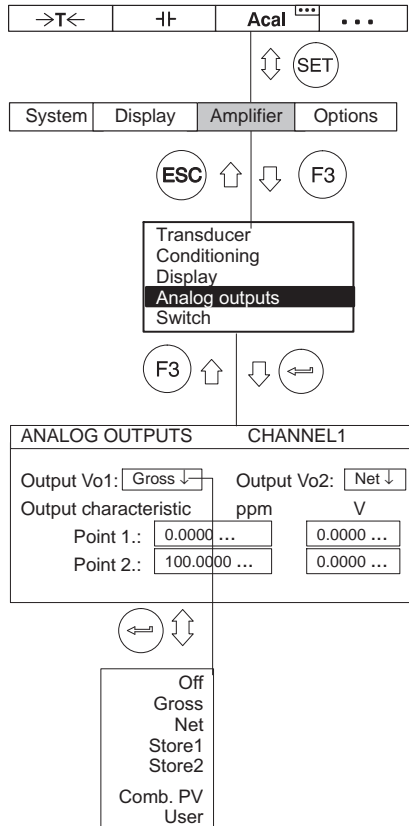 →T← ⊣⊢ Acal ...
SET
System Display Amplifier Options
ESC F3
Transducer
Conditioning
Display
Analog outputs
Switch
F3
ANALOG OUTPUTS CHANNEL1
Output Vo1: Gross ↓ Output Vo2: Net ↓
Output characteristic ppm V
Point 1.: 0.0000 ... 0.0000 ...
Point 2.: 100.0000 ... 0.0000 ...
Off
Gross
Net
Store1
Store2
Comb. PV
User